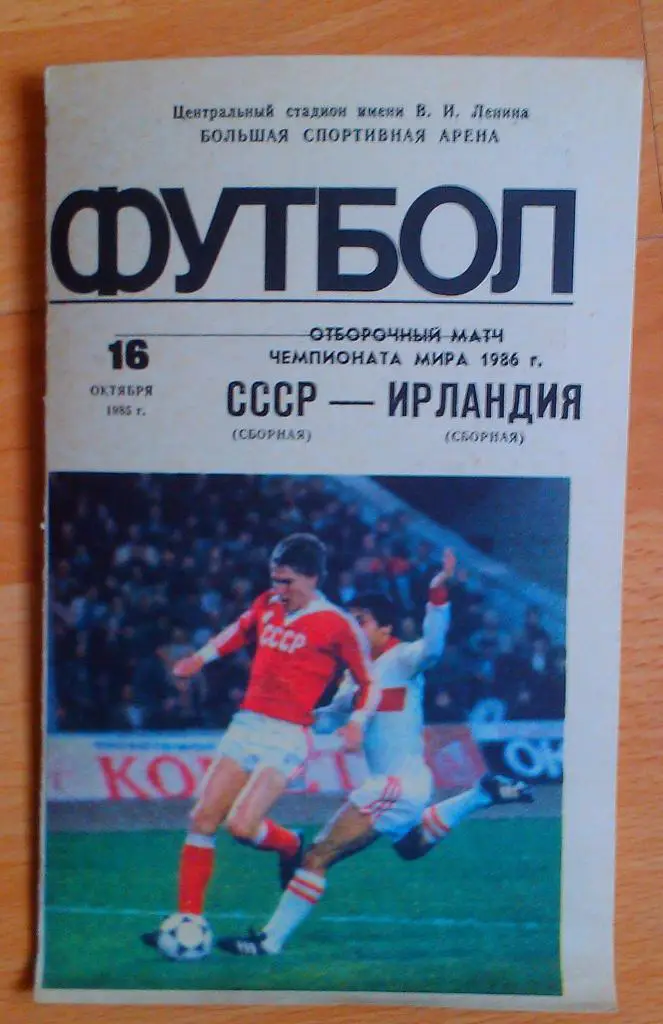 Центральный стадион имени В. И. Ленина
БОЛЬШАЯ СПОРТИВНАЯ АРЕНА
ФУТБОЛ
16
ОКТЯБРЯ
1985 г.
ОТБОРОЧНЫЙ МАТЧ
ЧЕМПИОНАТА МИРА 1986 г.
СССР — ИРЛАНДИЯ
(СБОРНАЯ) (СБОРНАЯ)
СССР